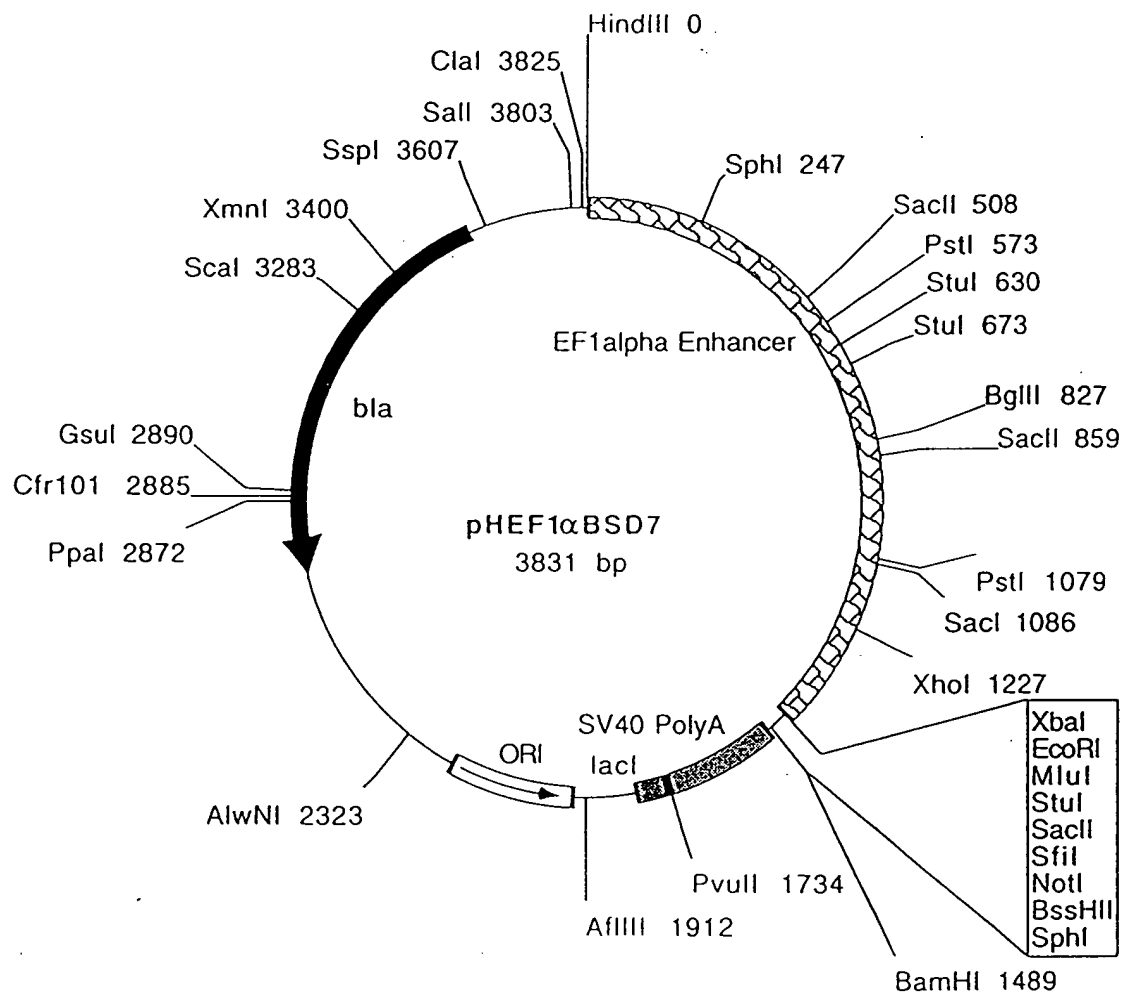 HindIII 0
ClaI 3825
SalI 3803
SspI 3607
XmnI 3400
ScaI 3283
SphI 247
SacII 508
PstI 573
StuI 630
StuI 673
EF1alpha Enhancer
BglII 827
SacII 859
bla
GsuI 2890
Cfr101 2885
PpaI 2872
pHEF1αBSD7
3831 bp
PstI 1079
SacI 1086
XhoI 1227
SV40 PolyA
lacI
ORI
AlwNI 2323
PvuII 1734
AflIII 1912
BamHI 1489
XbaI
EcoRI
MluI
StuI
SacII
SfiI
NotI
BssHII
SphI